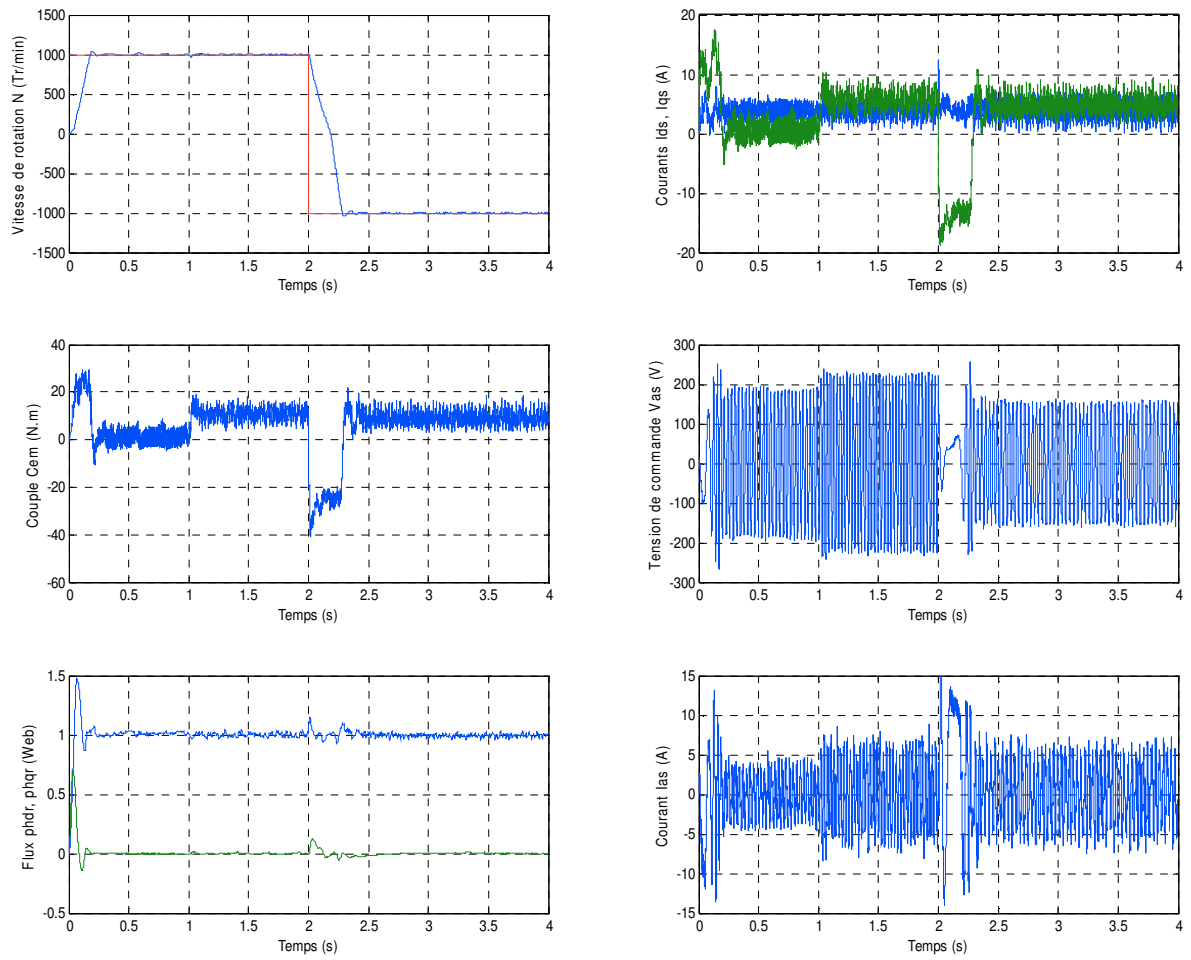 Vitesse de rotation N (Tr/min)
1500
1000
500
0
-500
-1000
-1500
0 0.5 1 1.5 2 2.5 3 3.5 4
Temps (s)
Courants Ids, Iqs (A)
20
10
0
-10
-20
0 0.5 1 1.5 2 2.5 3 3.5 4
Temps (s)
Couple Cem (N.m)
40
20
0
-20
-40
-60
0 0.5 1 1.5 2 2.5 3 3.5 4
Temps (s)
Tension de commande Vas (V)
300
200
100
0
-100
-200
-300
0 0.5 1 1.5 2 2.5 3 3.5 4
Temps (s)
Flux phdr, phqr (Web)
1.5
1
0.5
0
-0.5
0 0.5 1 1.5 2 2.5 3 3.5 4
Temps (s)
Courant Ias (A)
15
10
5
0
-5
-10
-15
0 0.5 1 1.5 2 2.5 3 3.5 4
Temps (s)